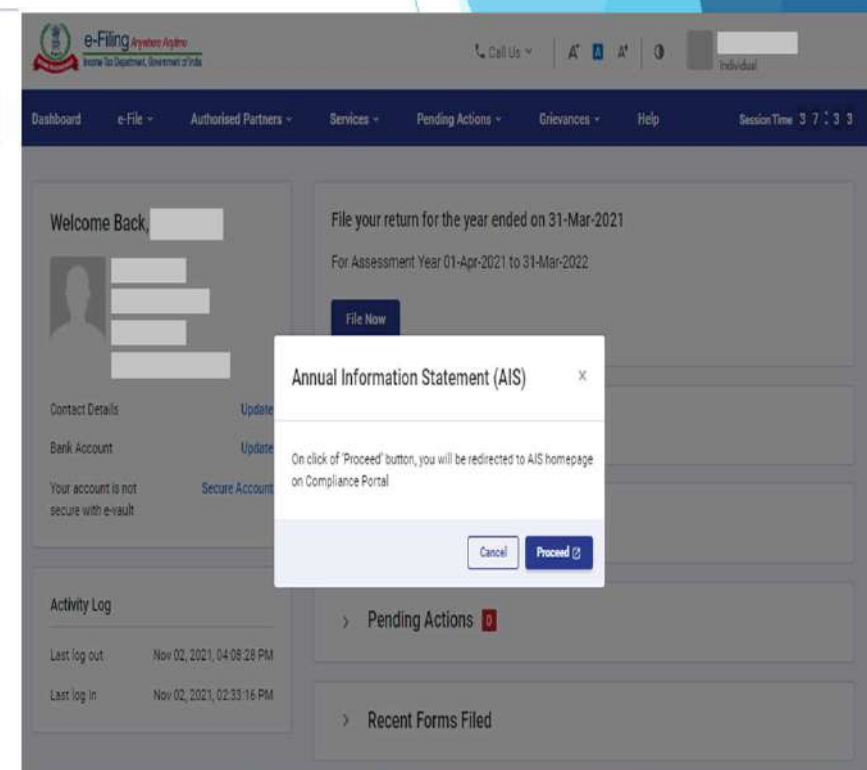 e-Filing Anywhere Anytime
Income Tax Department, Government of India
Call Us
A- A A+
Individual
Dashboard e-File Authorised Partners Services Pending Actions Grievances Help Session Time 3 7 : 3 3
Welcome Back,
File your return for the year ended on 31-Mar-2021
For Assessment Year 01-Apr-2021 to 31-Mar-2022
File Now
Annual Information Statement (AIS) X
On click of 'Proceed' button, you will be redirected to AIS homepage
on Compliance Portal
Cancel Proceed
Contact Details Update
Bank Account Update
Your account is not Secure Account
secure with e-vault
Activity Log
Last log out Nov 02, 2021, 04:08:28 PM
Last log in Nov 02, 2021, 02:33:16 PM
> Pending Actions 0
> Recent Forms Filed